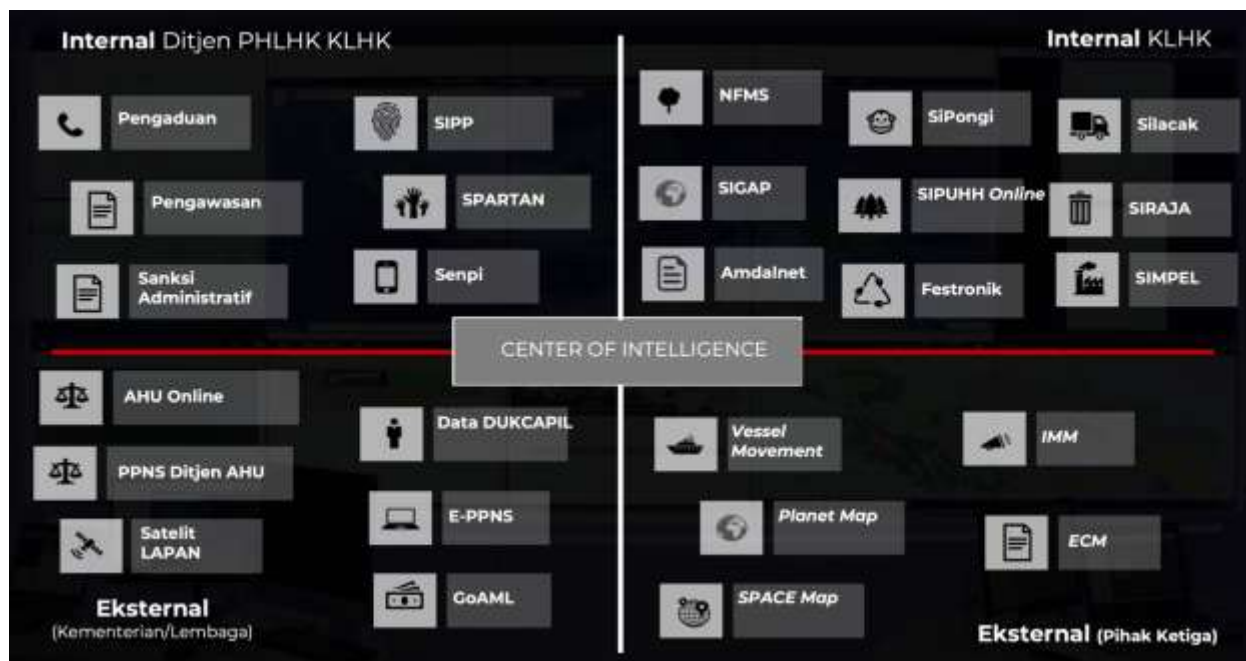 Internal Ditjen PHLHK KLHK
Pengaduan
SIPP
Pengawasan
SPARTAN
Sanksi
Administratif
Senpi
Internal KLHK
NFMS
SiPongi
Silacak
SIGAP
SIPUHH Online
SIRAJA
Amdalnet
Festronik
SIMPEL
CENTER OF INTELLIGENCE
AHU Online
Data DUKCAPIL
PPNS Ditjen AHU
E-PPNS
Satelit
LAPAN
GoAML
Eksternal
(Kementerian/Lembaga)
Vessel
Movement
IMM
Planet Map
ECM
SPACE Map
Eksternal (Pihak Ketiga)